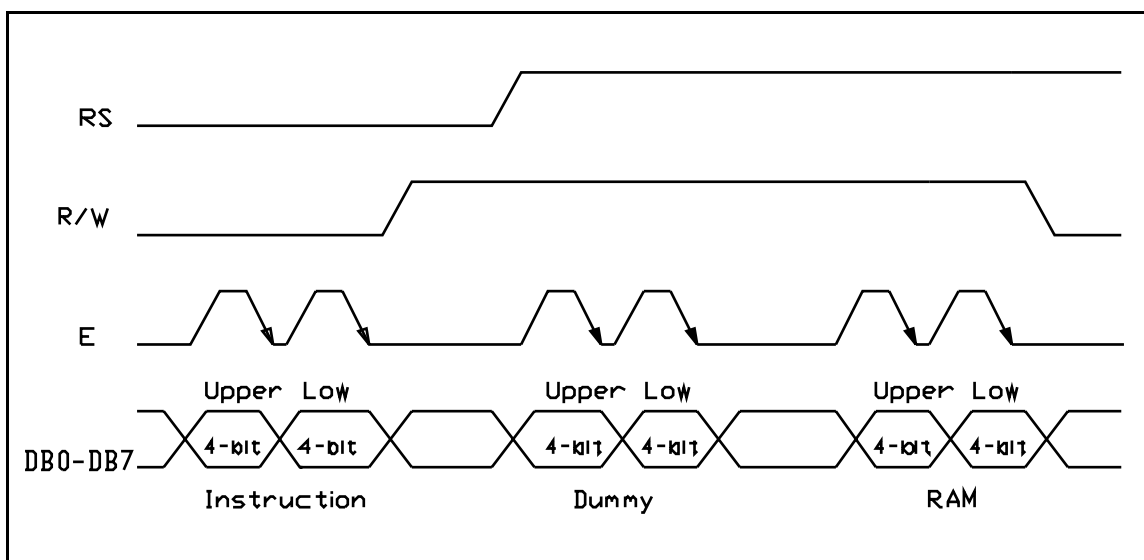 RS
R/W
E
Upper Low Upper Low Upper Low
4-bit 4-bit 4-bit 4-bit 4-bit 4-bit
DB0-DB7
Instruction Dummy RAM